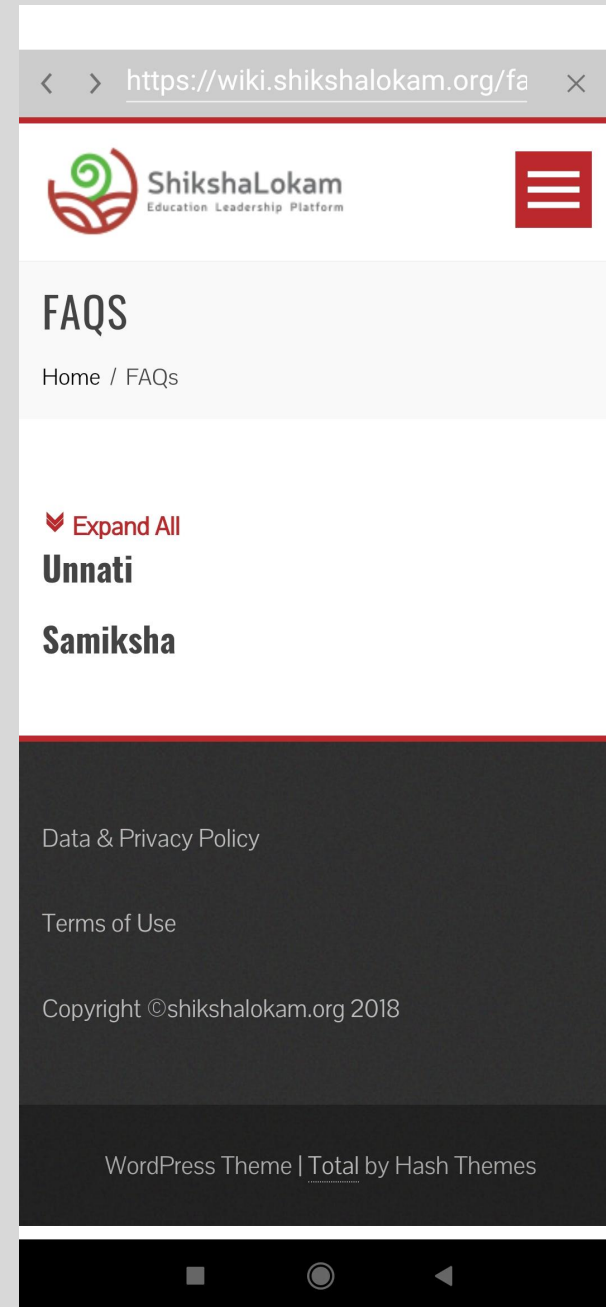 https://wiki.shikshalokam.org/fa
ShikshaLokam
Education Leadership Platform
FAQS
Home / FAQs
Expand All
Unnati
Samiksha
Data & Privacy Policy
Terms of Use
Copyright ©shikshalokam.org 2018
WordPress Theme | Total by Hash Themes